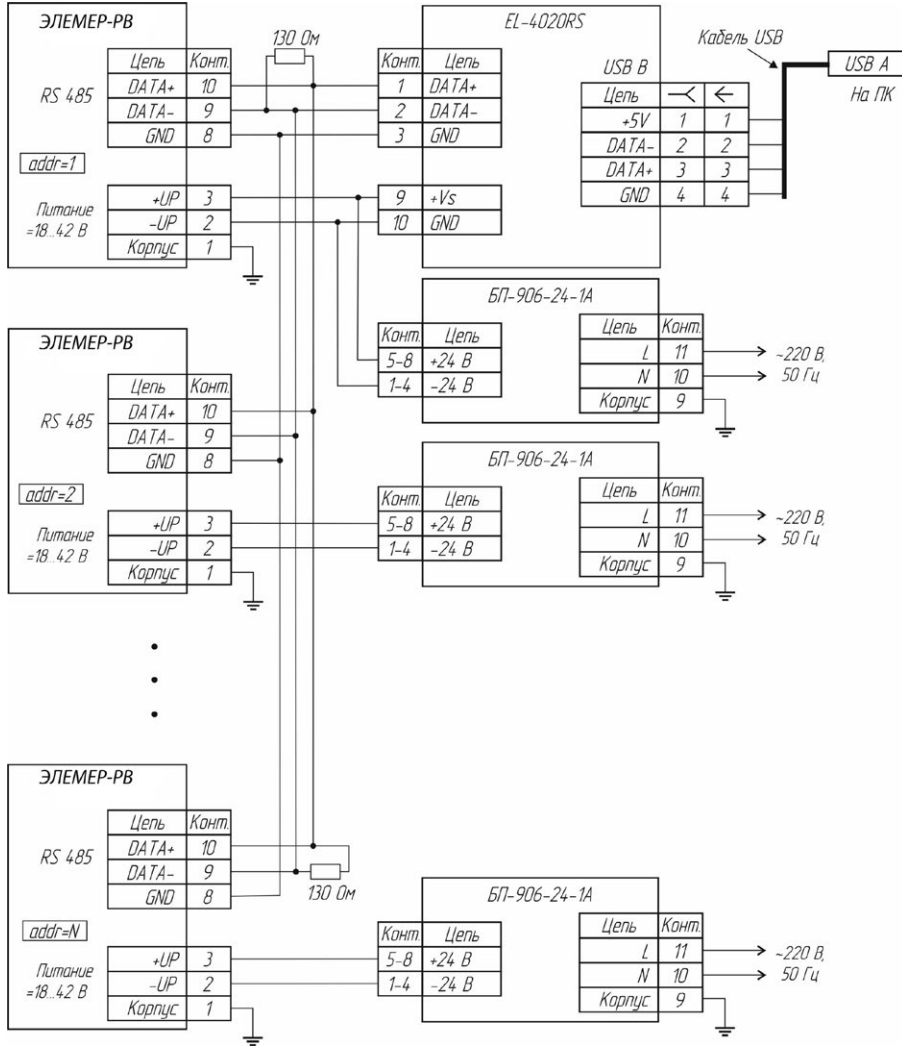 ЭЛЕМЕР-РВ
RS 485
Цепь Конт.
DATA+ 10
DATA- 9
GND 8
addr=1
Питание
=18...42 В
+UP 3
-UP 2
Корпус 1
130 Ом
EL-4020RS
Конт. Цепь
1 DATA+
2 DATA-
3 GND
9 +Vs
10 GND
USB B
Цепь
+5V 1 1
DATA- 2 2
DATA+ 3 3
GND 4 4
Кабель USB
USB A
На ПК
БП-906-24-1А
Конт. Цепь
5-8 +24 В
1-4 -24 В
Цепь Конт.
L 11
N 10
Корпус 9
~220 В,
50 Гц
ЭЛЕМЕР-РВ
RS 485
Цепь Конт.
DATA+ 10
DATA- 9
GND 8
addr=2
Питание
=18...42 В
+UP 3
-UP 2
Корпус 1
БП-906-24-1А
Конт. Цепь
5-8 +24 В
1-4 -24 В
Цепь Конт.
L 11
N 10
Корпус 9
~220 В,
50 Гц
ЭЛЕМЕР-РВ
RS 485
Цепь Конт.
DATA+ 10
DATA- 9
GND 8
130 Ом
addr=N
Питание
=18...42 В
+UP 3
-UP 2
Корпус 1
БП-906-24-1А
Конт. Цепь
5-8 +24 В
1-4 -24 В
Цепь Конт.
L 11
N 10
Корпус 9
~220 В,
50 Гц